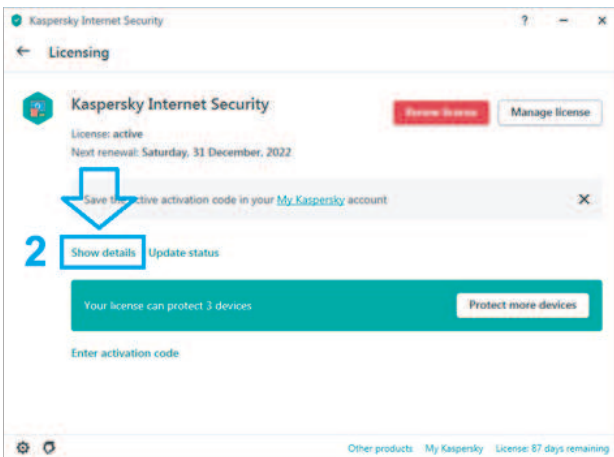 Kaspersky Internet Security
?
Licensing
Kaspersky Internet Security
Manage license
License: active
Next renewal: Saturday, 31 December, 2022
Save the active activation code in your My Kaspersky account
2
Show details Update status
Your license can protect 3 devices
Protect more devices
Enter activation code
Other products My Kaspersky License: 87 days remaining